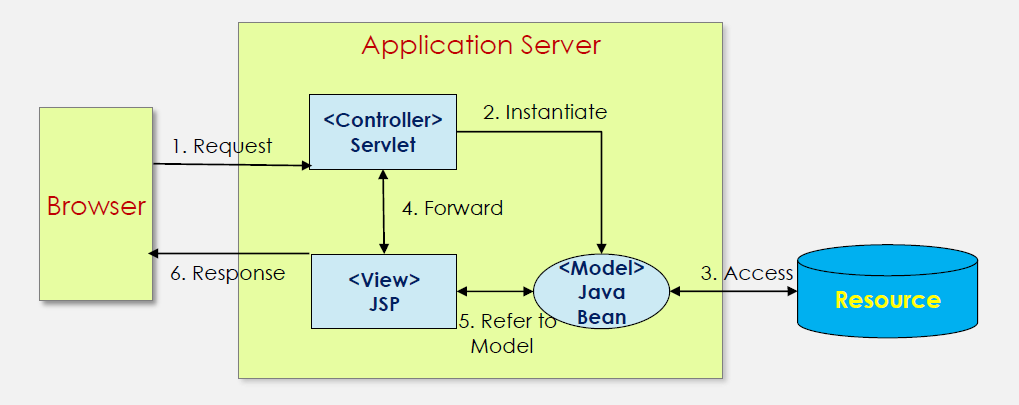 Application Server
<Controller>
Servlet
2. Instantiate
1. Request
Browser
4. Forward
6. Response
<View>
JSP
<Model>
Java
Bean
3. Access
Resource
5. Refer to
Model